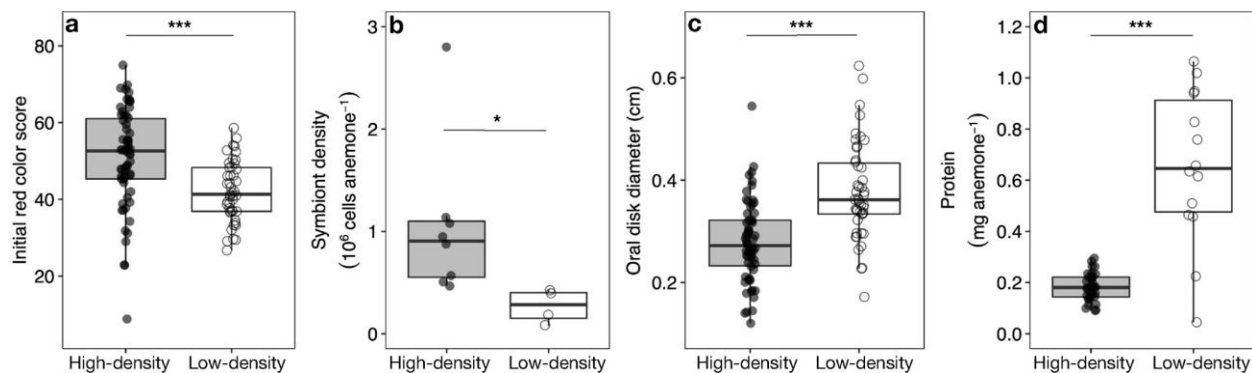 a
***
Initial red color score
80
60
40
20
High-density Low-density
b
*
Symbiont density
(10⁶ cells anemone⁻¹)
3
2
1
0
High-density Low-density
c
***
Oral disk diameter (cm)
0.6
0.4
0.2
High-density Low-density
d
***
Protein
(mg anemone⁻¹)
1.2
1.0
0.8
0.6
0.4
0.2
0.0
High-density Low-density